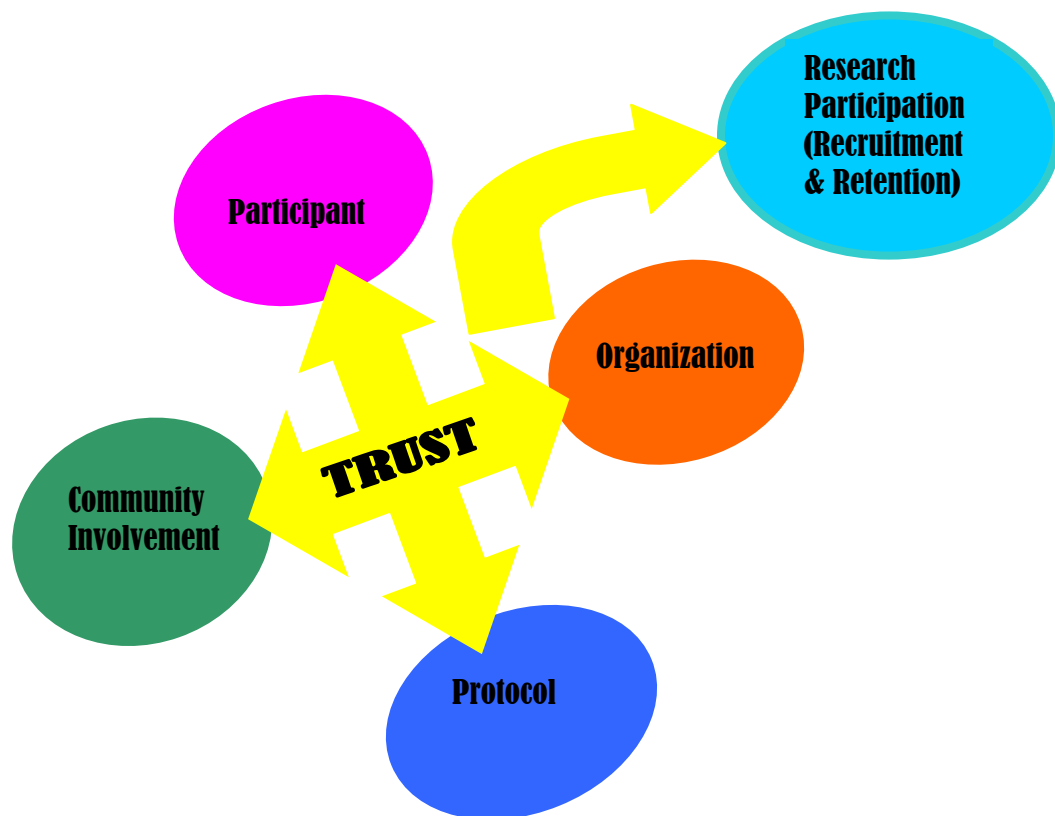 Research
Participation
(Recruitment
& Retention)
Participant
Organization
TRUST
Community
Involvement
Protocol